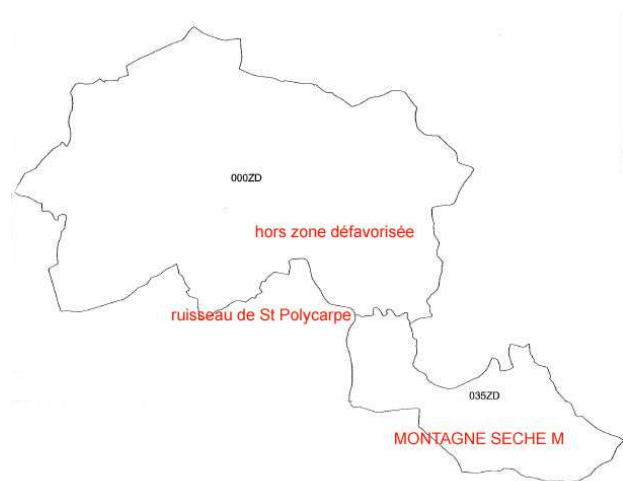 000ZD
hors zone défavorisée
ruisseau de St Polycarpe
035ZD
MONTAGNE SECHE M